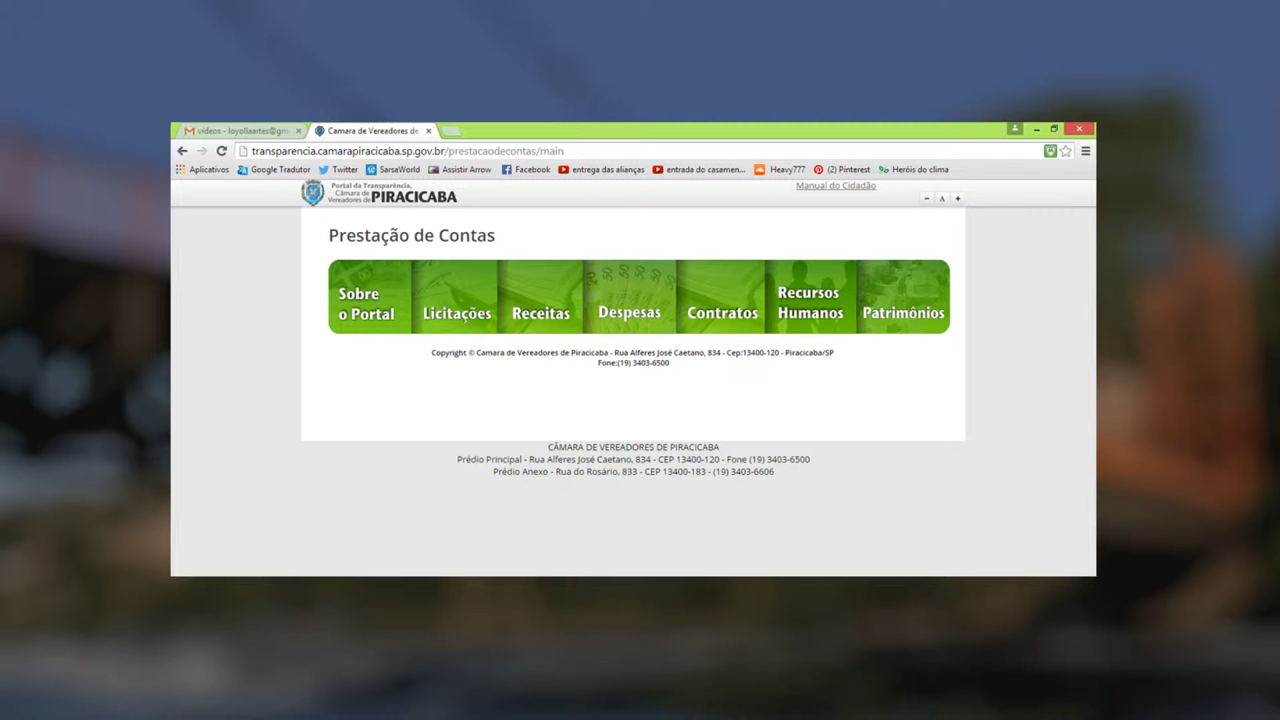 vídeos - loyollaartes@gm
Camara de Vereadores de
transparencia.camarapiracicaba.sp.gov.br/prestacaodecontas/main
Aplicativos Google Tradutor Twitter SarsaWorld Assistir Arrow Facebook entrega das alianças entrada do casamen... Heavy777 (2) Pinterest Heróis do clima
Portal da Transparência,
Câmara de
Vereadores de PIRACICABA
Manual do Cidadão
- A +
Prestação de Contas
Sobre
o Portal
Licitações
Receitas
Despesas
Contratos
Recursos
Humanos
Patrimônios
Copyright © Camara de Vereadores de Piracicaba - Rua Alferes José Caetano, 834 - Cep:13400-120 - Piracicaba/SP
Fone:(19) 3403-6500
CÂMARA DE VEREADORES DE PIRACICABA
Prédio Principal - Rua Alferes José Caetano, 834 - CEP 13400-120 - Fone (19) 3403-6500
Prédio Anexo - Rua do Rosário, 833 - CEP 13400-183 - (19) 3403-6606